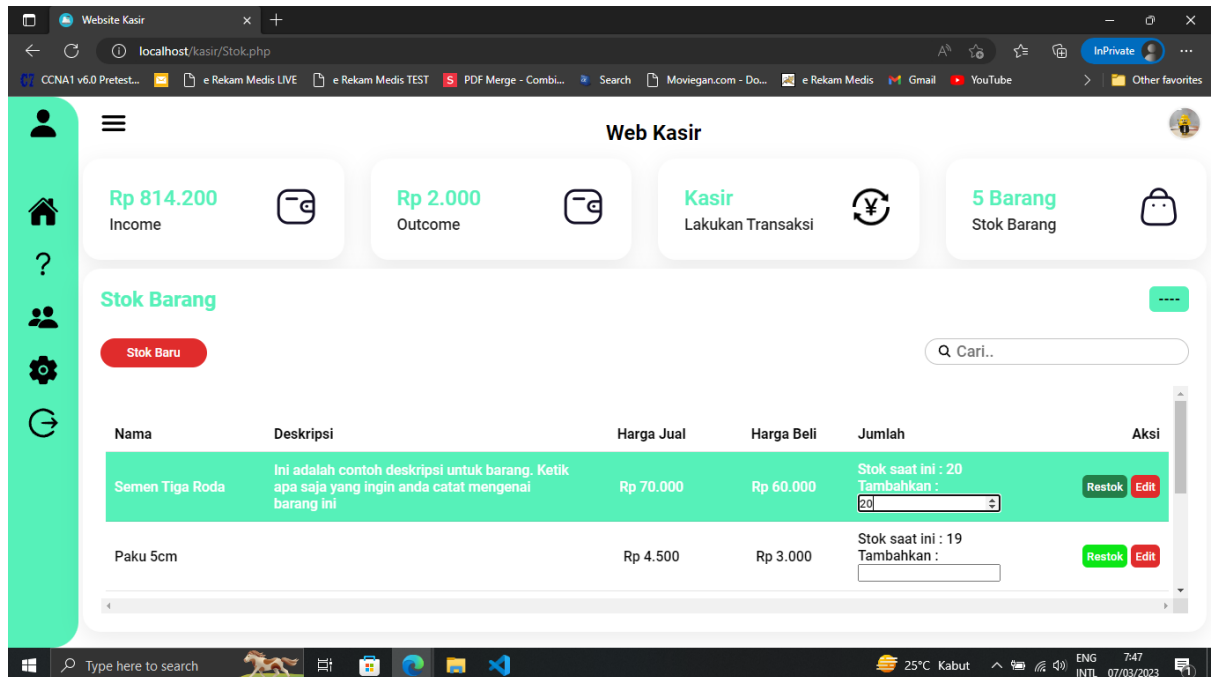 Website Kasir
localhost/kasir/Stok.php
InPrivate
CCNA1 v6.0 Pretest... e Rekam Medis LIVE e Rekam Medis TEST S PDF Merge - Combi... Search Moviegan.com - Do... e Rekam Medis Gmail YouTube Other favorites
Web Kasir
Rp 814.200 Rp 2.000 Kasir 5 Barang
Income Outcome Lakukan Transaksi Stok Barang
Stok Barang ----
Stok Baru Cari..
Nama Deskripsi Harga Jual Harga Beli Jumlah Aksi
Semen Tiga Roda
Ini adalah contoh deskripsi untuk barang. Ketik
apa saja yang ingin anda catat mengenai
barang ini
Rp 70.000 Rp 60.000
Stok saat ini : 20
Tambahkan :
20
Restok Edit
Paku 5cm Rp 4.500 Rp 3.000
Stok saat ini : 19
Tambahkan :
Restok Edit
Type here to search 25°C Kabut ENG 7:47
INTL 07/03/2023